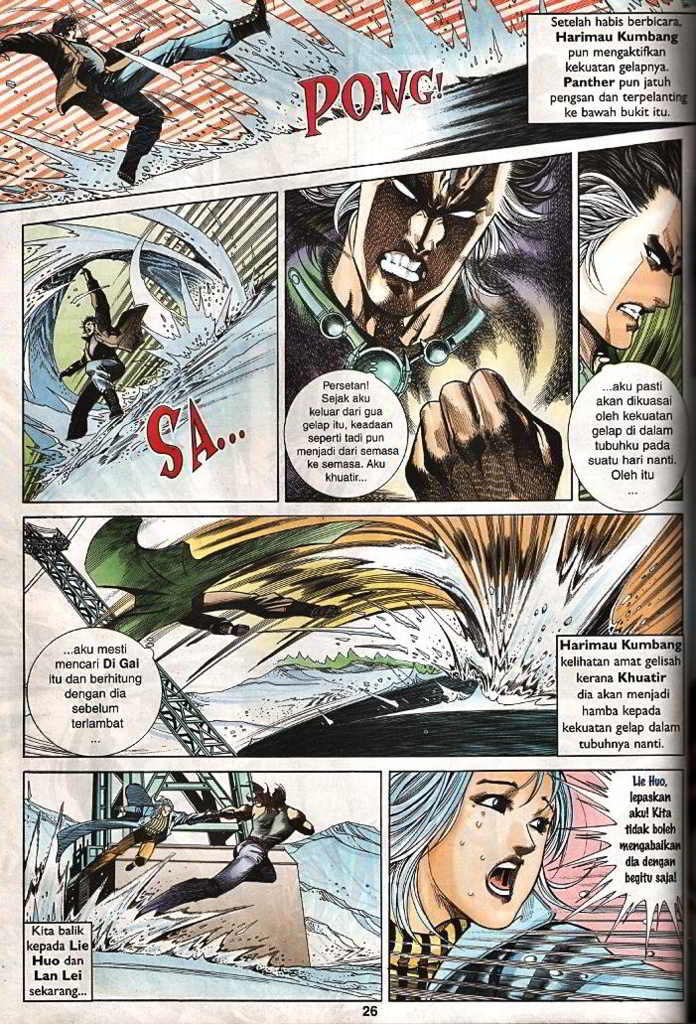 Setelah habis berbicara,
Harimau Kumbang
pun mengaktifkan
kekuatan gelapnya.
Panther pun jatuh
pengsan dan terpelanting
ke bawah bukit itu.
PONG!
SA...
Persetan!
Sejak aku
keluar dari gua
gelap itu, keadaan
seperti tadi pun
menjadi dari semasa
ke semasa. Aku
khuatir...
...aku pasti
akan dikuasai
oleh kekuatan
gelap di dalam
tubuhku pada
suatu hari nanti.
Oleh itu
...
...aku mesti
mencari Di Gai
itu dan berhitung
dengan dia
sebelum
terlambat
...
Harimau Kumbang
kelihatan amat gelisah
kerana Khuatir
dia akan menjadi
hamba kepada
kekuatan gelap dalam
tubuhnya nanti.
Kita balik
kepada Lie
Huo dan
Lan Lei
sekarang...
Lie Huo,
lepaskan
aku! Kita
tidak boleh
mengabaikan
dia dengan
begitu saja!
26